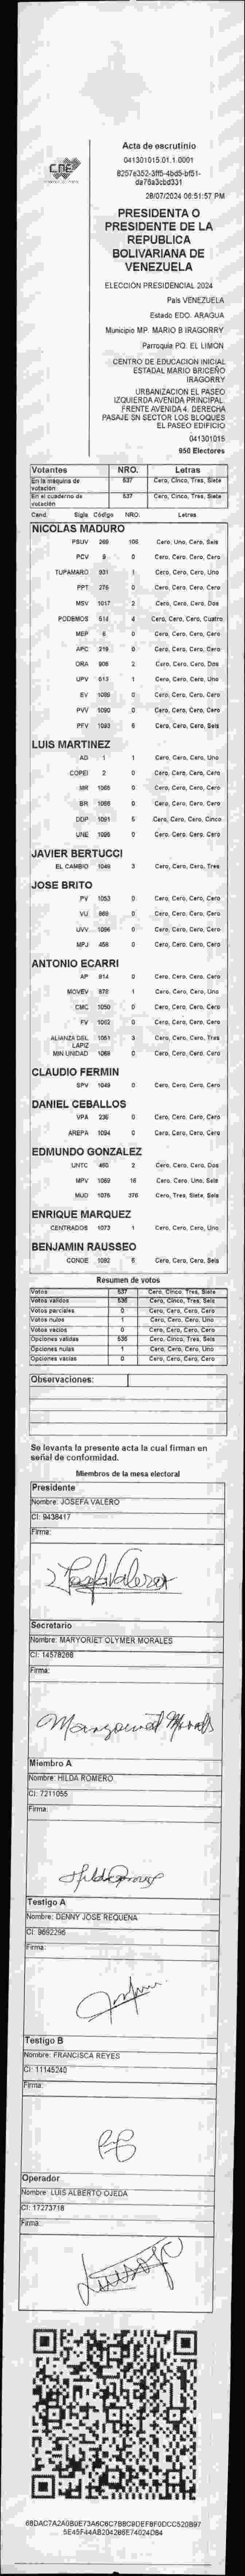 CNE
Acta de escrutinio
041301015.01.1.0001
8257e352-3ff5-4bd5-bf51-
da76a3cbd331
28/07/2024 06:51:57 PM
PRESIDENTA O
PRESIDENTE DE LA
REPUBLICA
BOLIVARIANA DE
VENEZUELA
ELECCIÓN PRESIDENCIAL 2024
País VENEZUELA
Estado EDO. ARAGUA
Municipio MP. MARIO B IRAGORRY
Parroquia PQ. EL LIMON
CENTRO DE EDUCACION INICIAL
ESTADAL MARIO BRICEÑO
IRAGORRY
URBANIZACION EL PASEO
IZQUIERDA AVENIDA PRINCIPAL.
FRENTE AVENIDA 4. DERECHA
PASAJE SN SECTOR LOS BLOQUES
EL PASEO EDIFICIO
041301015
950 Electores
Votantes NRO. Letras
En la máquina de votación 537 Cero, Cinco, Tres, Siete
En el cuaderno de votación 537 Cero, Cinco, Tres, Siete
Cand. Sigla Código NRO. Letras
NICOLAS MADURO
PSUV 269 106 Cero, Uno, Cero, Seis
PCV 9 0 Cero, Cero, Cero, Cero
TUPAMARO 931 1 Cero, Cero, Cero, Uno
PPT 275 0 Cero, Cero, Cero, Cero
MSV 1017 2 Cero, Cero, Cero, Dos
PODEMOS 514 4 Cero, Cero, Cero, Cuatro
MEP 6 0 Cero, Cero, Cero, Cero
APC 219 0 Cero, Cero, Cero, Cero
ORA 906 2 Cero, Cero, Cero, Dos
UPV 613 1 Cero, Cero, Cero, Uno
EV 1089 0 Cero, Cero, Cero, Cero
PVV 1090 0 Cero, Cero, Cero, Cero
PFV 1093 6 Cero, Cero, Cero, Seis
LUIS MARTINEZ
AD 1 1 Cero, Cero, Cero, Uno
COPEI 2 0 Cero, Cero, Cero, Cero
MR 1065 0 Cero, Cero, Cero, Cero
BR 1066 0 Cero, Cero, Cero, Cero
DDP 1091 5 Cero, Cero, Cero, Cinco
UNE 1095 0 Cero, Cero, Cero, Cero
JAVIER BERTUCCI
EL CAMBIO 1048 3 Cero, Cero, Cero, Tres
JOSE BRITO
PV 1053 0 Cero, Cero, Cero, Cero
VU 969 0 Cero, Cero, Cero, Cero
UVV 1096 0 Cero, Cero, Cero, Cero
MPJ 458 0 Cero, Cero, Cero, Cero
ANTONIO ECARRI
AP 914 0 Cero, Cero, Cero, Cero
MOVEV 978 1 Cero, Cero, Cero, Uno
CMC 1050 0 Cero, Cero, Cero, Cero
FV 1062 0 Cero, Cero, Cero, Cero
ALIANZA DEL LAPIZ 1051 3 Cero, Cero, Cero, Tres
MIN UNIDAD 1068 0 Cero, Cero, Cero, Cero
CLAUDIO FERMIN
SPV 1049 0 Cero, Cero, Cero, Cero
DANIEL CEBALLOS
VPA 236 0 Cero, Cero, Cero, Cero
AREPA 1094 0 Cero, Cero, Cero, Cero
EDMUNDO GONZALEZ
UNTC 460 2 Cero, Cero, Cero, Dos
MPV 1069 16 Cero, Cero, Uno, Seis
MUD 1076 376 Cero, Tres, Siete, Seis
ENRIQUE MARQUEZ
CENTRADOS 1073 1 Cero, Cero, Cero, Uno
BENJAMIN RAUSSEO
CONDE 1092 6 Cero, Cero, Cero, Seis
Resumen de votos
Votos 537 Cero, Cinco, Tres, Siete
Votos válidos 536 Cero, Cinco, Tres, Seis
Votos parciales 0 Cero, Cero, Cero, Cero
Votos nulos 1 Cero, Cero, Cero, Uno
Votos vacíos 0 Cero, Cero, Cero, Cero
Opciones válidas 536 Cero, Cinco, Tres, Seis
Opciones nulas 1 Cero, Cero, Cero, Uno
Opciones vacías 0 Cero, Cero, Cero, Cero
Observaciones:
Se levanta la presente acta la cual firman en
señal de conformidad.
Miembros de la mesa electoral
Presidente
Nombre: JOSEFA VALERO
CI: 9438417
Firma:
Secretario
Nombre: MARYORIET OLYMER MORALES
CI: 14578268
Firma:
Miembro A
Nombre: HILDA ROMERO
CI: 7211055
Firma:
Testigo A
Nombre: DENNY JOSE REQUENA
CI: 9692296
Firma:
Testigo B
Nombre: FRANCISCA REYES
CI: 11145240
Firma:
Operador
Nombre: LUIS ALBERTO OJEDA
CI: 17273718
Firma: